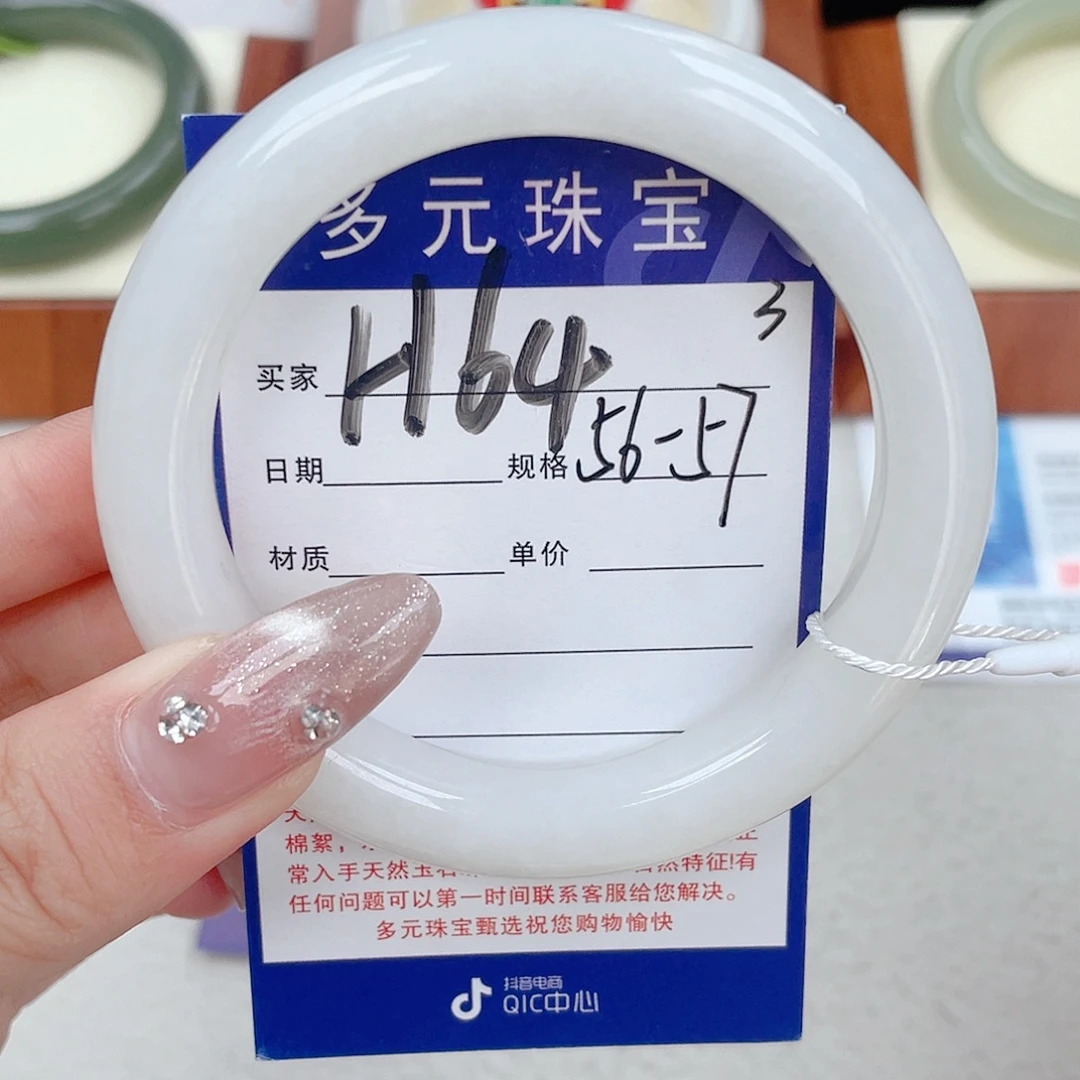 多元珠宝
3
买家 H64
日期 规格 56-57
材质 单价
棉絮，
常入手天然玉石 自然特征!有
任何问题可以第一时间联系客服给您解决。
多元珠宝甄选祝您购物愉快
抖音电商
QIC中心